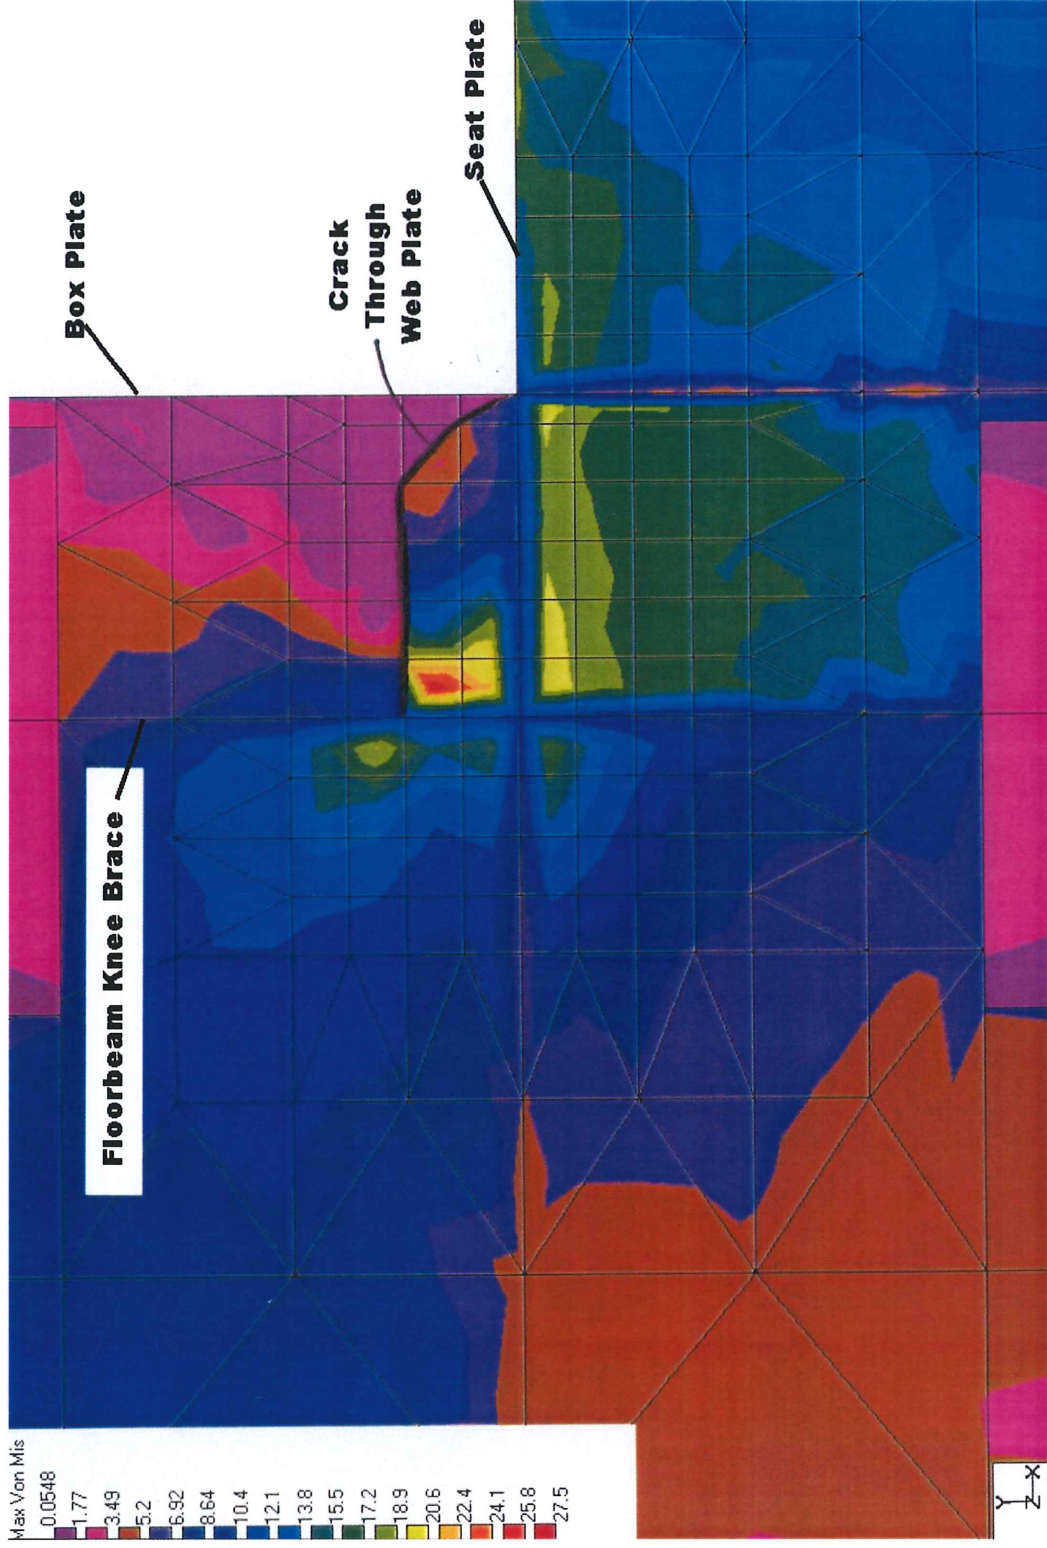 Box Plate
Crack
Through
Web Plate
Seat Plate
Floorbeam Knee Brace
Max Von Mis
0.0548
1.77
3.49
5.2
6.92
8.64
10.4
12.1
13.8
15.5
17.2
18.9
20.6
22.4
24.1
25.8
27.5
Y
Z
X